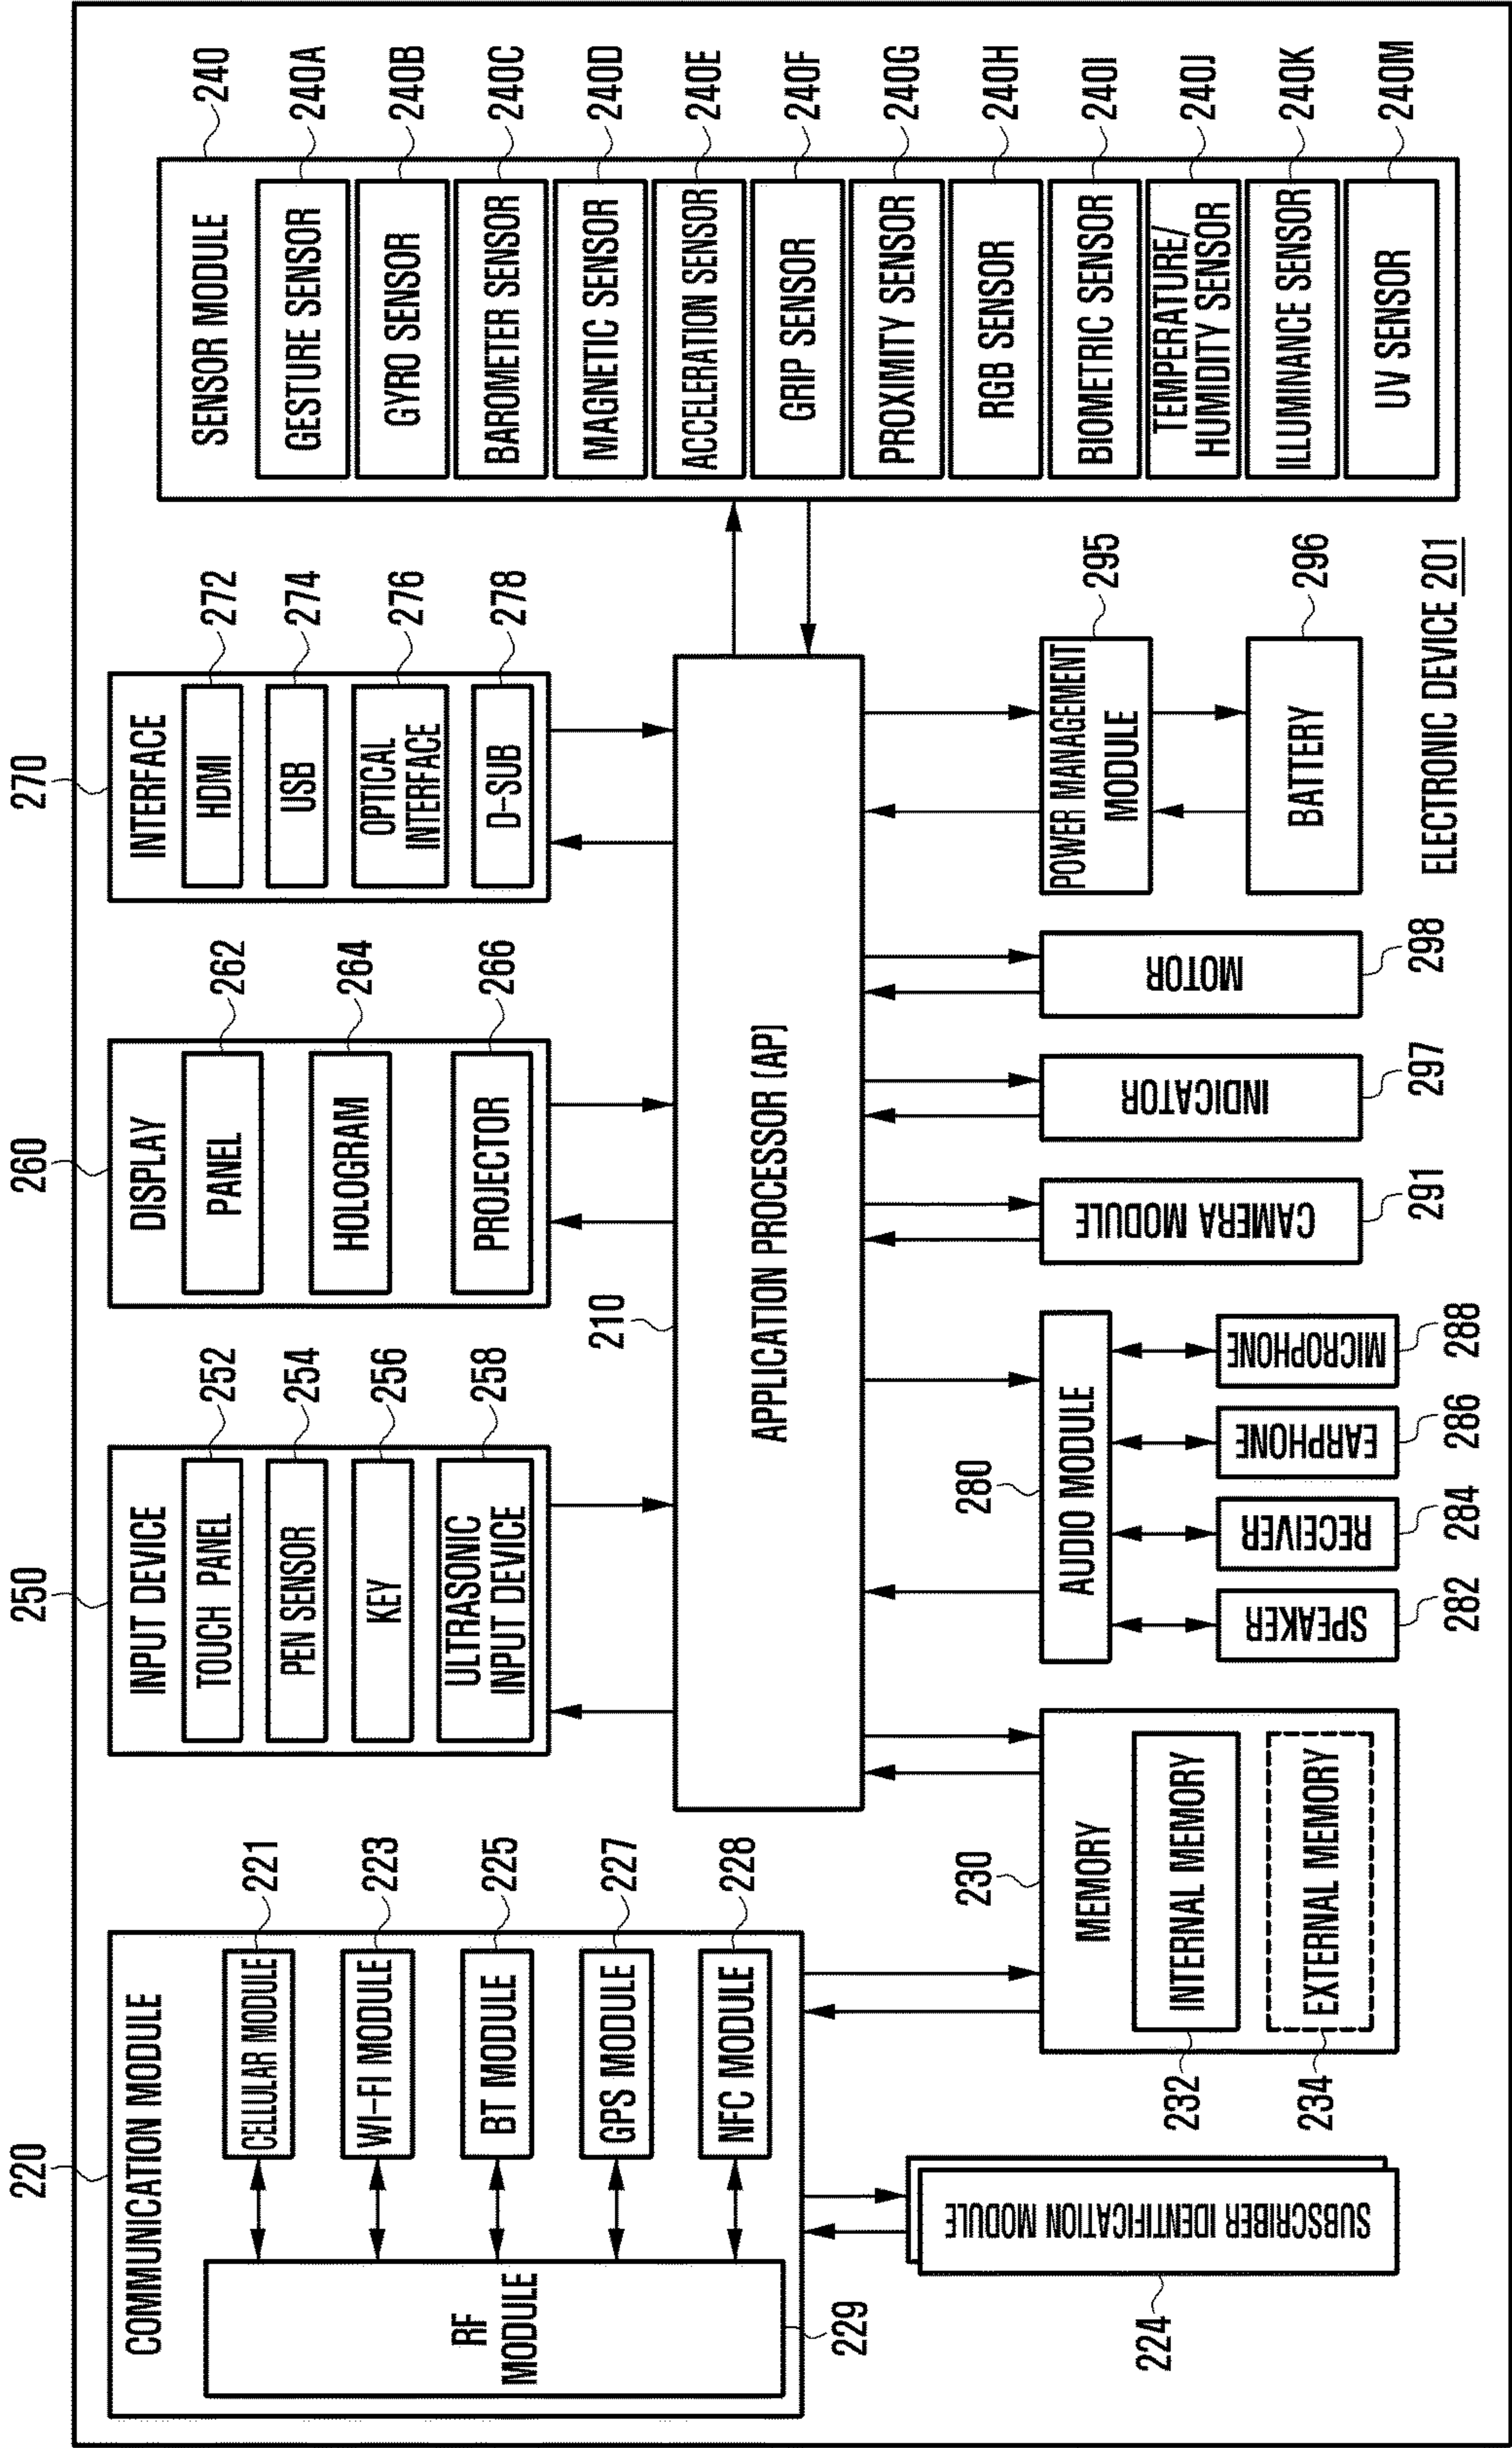 220
COMMUNICATION MODULE
RF
MODULE
229
CELLULAR MODULE
221
WI-FI MODULE
223
BT MODULE
225
GPS MODULE
227
NFC MODULE
228
250
INPUT DEVICE
TOUCH PANEL
252
PEN SENSOR
254
KEY
256
ULTRASONIC
INPUT DEVICE
258
260
DISPLAY
PANEL
262
HOLOGRAM
264
PROJECTOR
266
270
INTERFACE
HDMI
272
USB
274
OPTICAL
INTERFACE
276
D-SUB
278
240
SENSOR MODULE
GESTURE SENSOR
240A
GYRO SENSOR
240B
BAROMETER SENSOR
240C
MAGNETIC SENSOR
240D
ACCELERATION SENSOR
240E
GRIP SENSOR
240F
PROXIMITY SENSOR
240G
RGB SENSOR
240H
BIOMETRIC SENSOR
240I
TEMPERATURE/
HUMIDITY SENSOR
240J
ILLUMINANCE SENSOR
240K
UV SENSOR
240M
210
APPLICATION PROCESSOR (AP)
224
SUBSCRIBER IDENTIFICATION MODULE
230
MEMORY
INTERNAL MEMORY
232
EXTERNAL MEMORY
234
280
AUDIO MODULE
SPEAKER
282
RECEIVER
284
EARPHONE
286
MICROPHONE
288
CAMERA MODULE
291
INDICATOR
297
MOTOR
298
POWER MANAGEMENT
MODULE
295
BATTERY
296
ELECTRONIC DEVICE 201